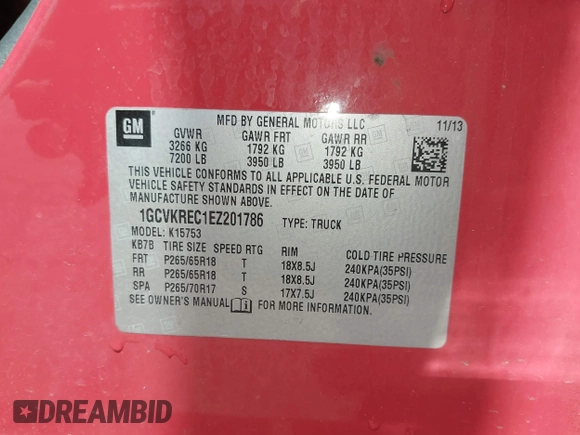 GM
MFD BY GENERAL MOTORS LLC 11/13
GVWR GAWR FRT GAWR RR
3266 KG 1792 KG 1792 KG
7200 LB 3950 LB 3950 LB
THIS VEHICLE CONFORMS TO ALL APPLICABLE U.S. FEDERAL MOTOR
VEHICLE SAFETY STANDARDS IN EFFECT ON THE DATE OF
MANUFACTURE SHOWN ABOVE.
1GCVKREC1EZ201786 TYPE: TRUCK
MODEL: K15753
KB7B TIRE SIZE SPEED RTG RIM COLD TIRE PRESSURE
FRT P265/65R18 T 18X8.5J 240KPA(35PSI)
RR P265/65R18 T 18X8.5J 240KPA(35PSI)
SPA P265/70R17 S 17X7.5J 240KPA(35PSI)
SEE OWNER'S MANUAL FOR MORE INFORMATION.
DREAMBID